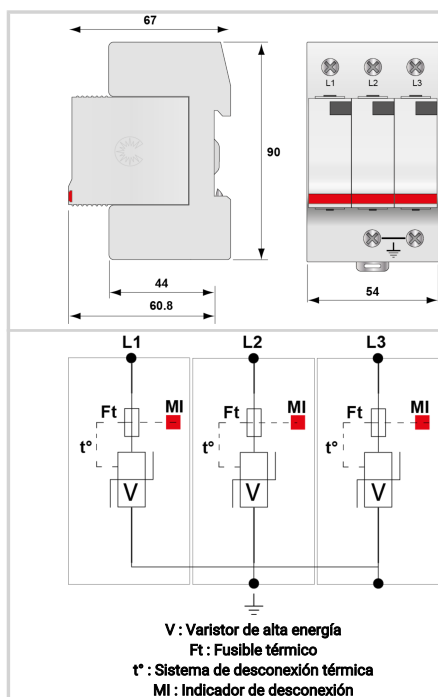 67
L1 L2 L3
90
44
60.8
54
L1 L2 L3
Ft MI Ft MI Ft MI
t° t° t°
V V V
V : Varistor de alta energía
Ft : Fusible térmico
t° : Sistema de desconexión térmica
MI : Indicador de desconexión